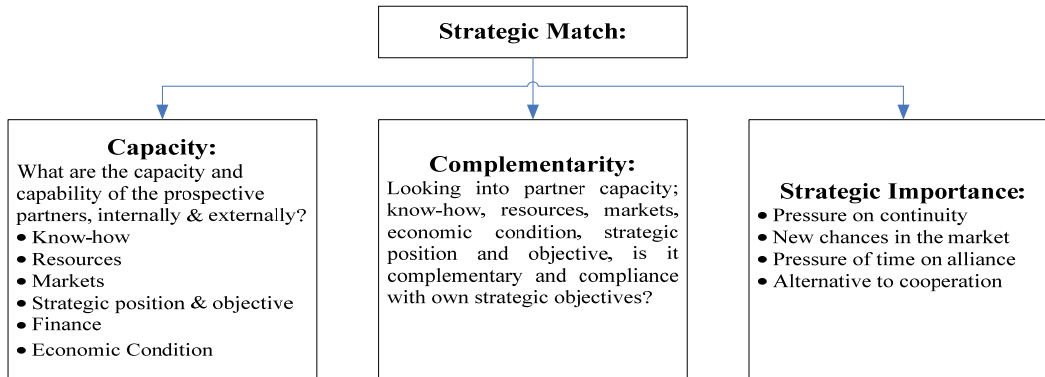 Strategic Match:
Capacity:
What are the capacity and
capability of the prospective
partners, internally & externally?
• Know-how
• Resources
• Markets
• Strategic position & objective
• Finance
• Economic Condition
Complementarity:
Looking into partner capacity;
know-how, resources, markets,
economic condition, strategic
position and objective, is it
complementary and compliance
with own strategic objectives?
Strategic Importance:
• Pressure on continuity
• New chances in the market
• Pressure of time on alliance
• Alternative to cooperation